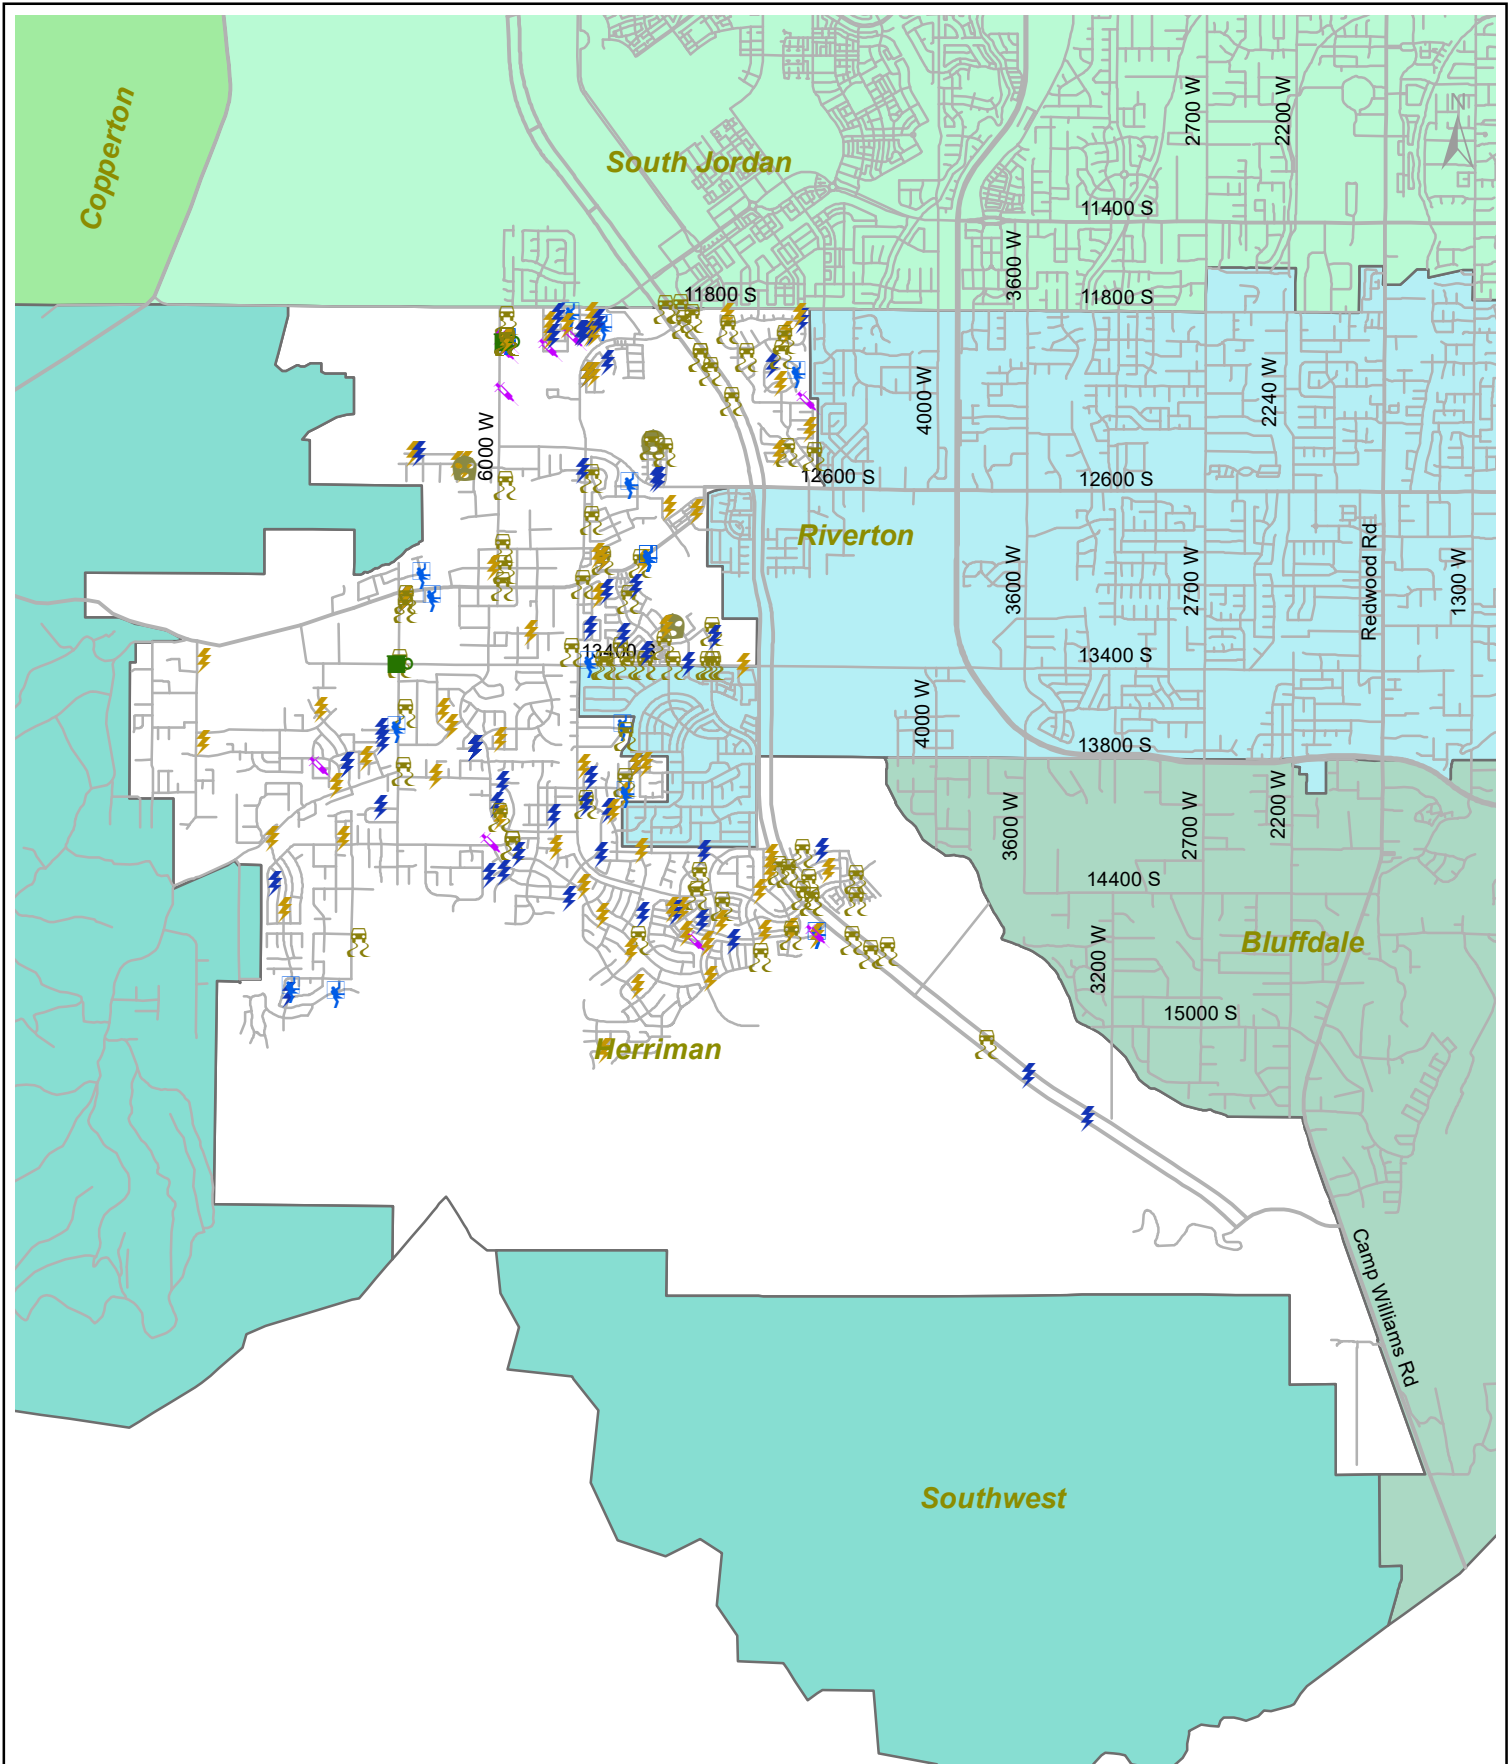 Copperton
South Jordan
2700 W
2200 W
N
11400 S
3600 W
11800 S
11800 S
4000 W
2240 W
6000 W
12600 S
12600 S
Riverton
3600 W
2700 W
Redwood Rd
1300 W
13400 S
13400 S
4000 W
13800 S
3600 W
2700 W
2200 W
14400 S
3200 W
Bluffdale
15000 S
Herriman
Camp Williams Rd
Southwest